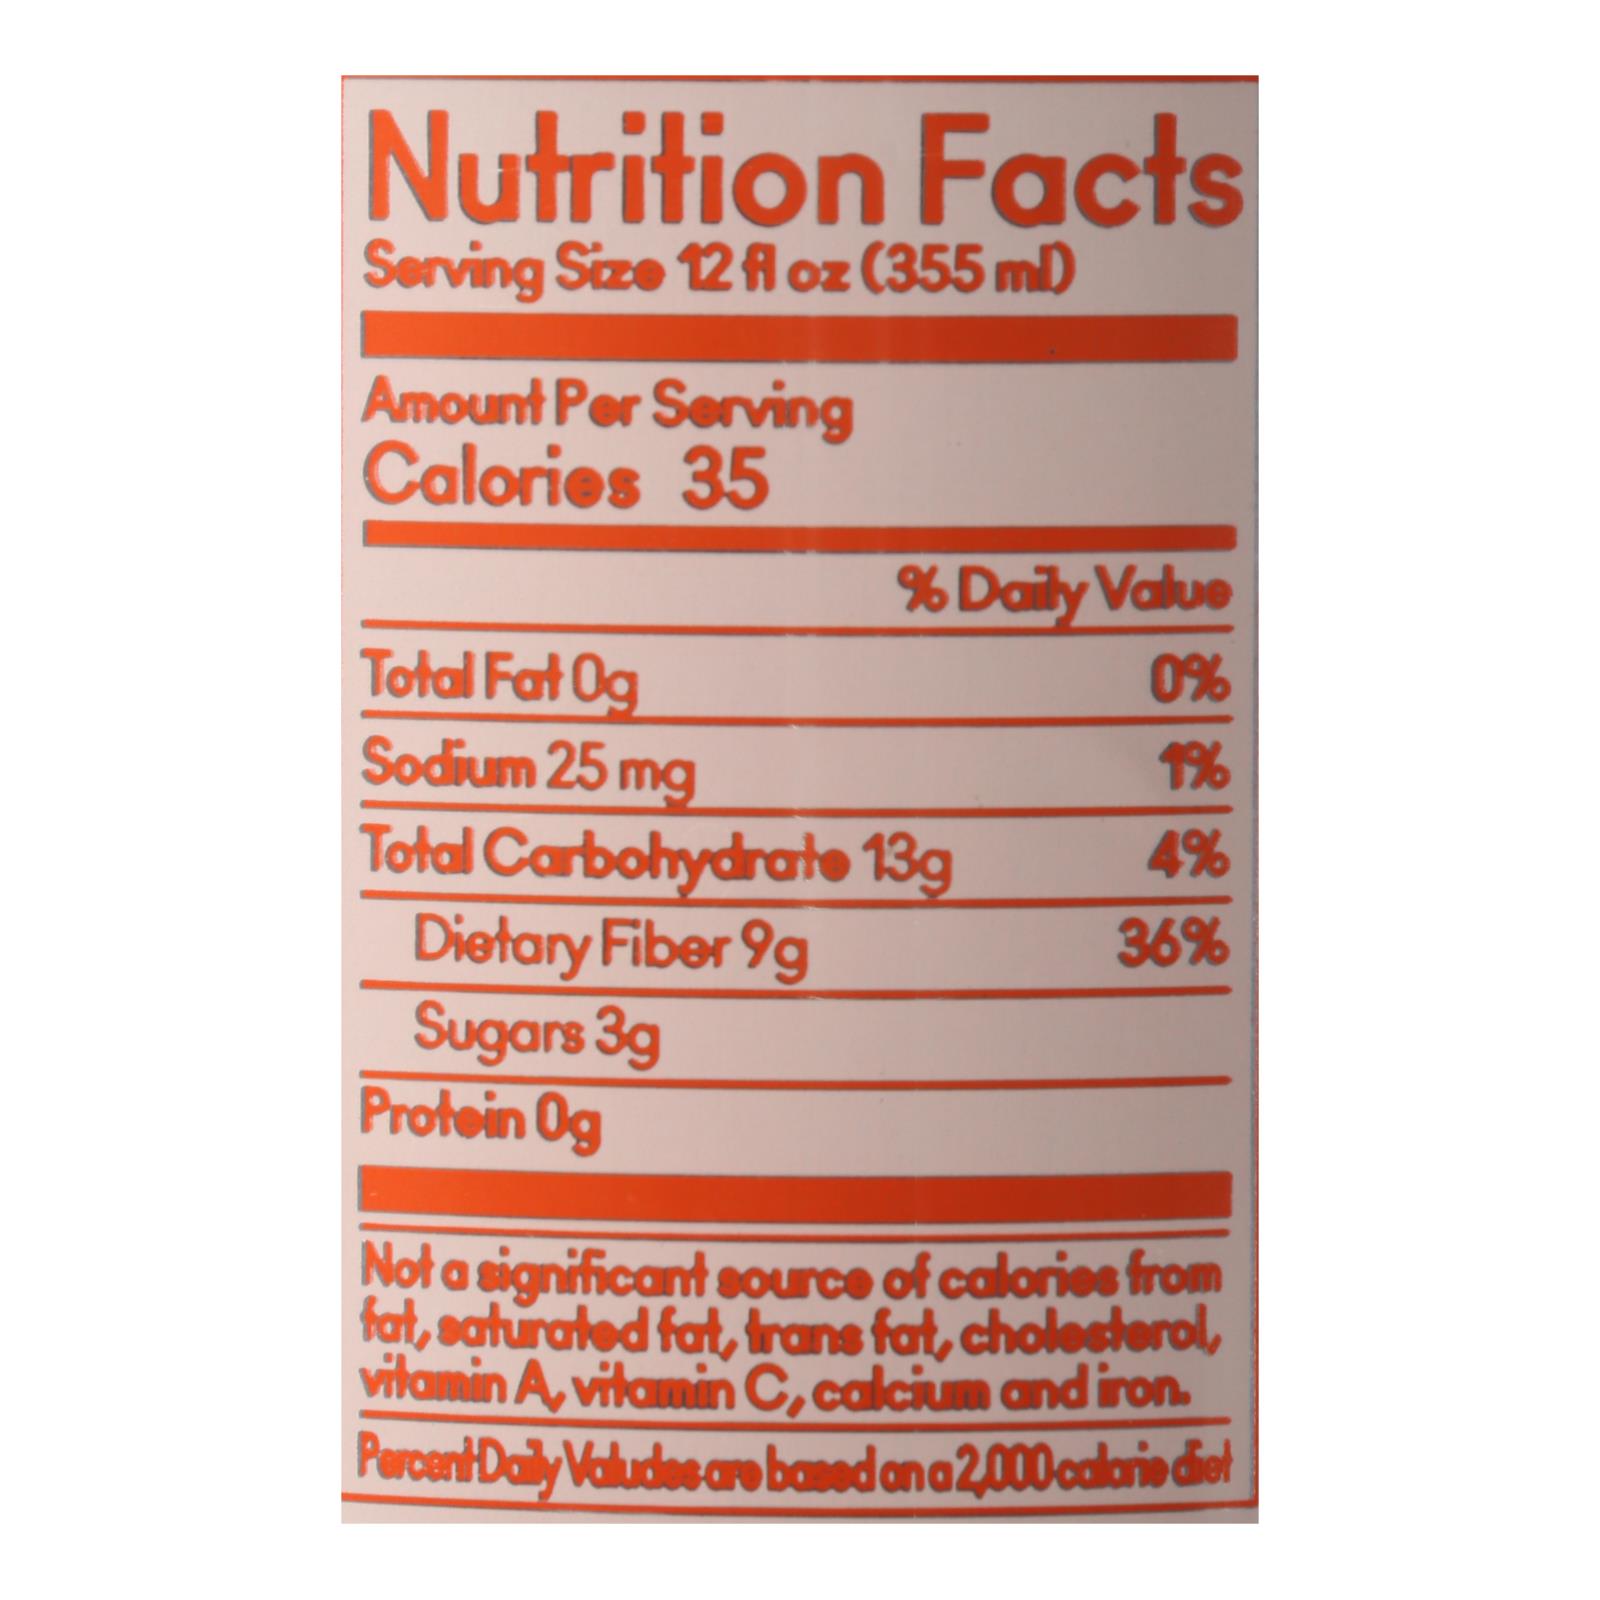 Nutrition Facts
Serving Size 12 fl oz (355 ml)
Amount Per Serving
Calories 35
% Daily Value
Total Fat 0g 0%
Sodium 25 mg 1%
Total Carbohydrate 13g 4%
Dietary Fiber 9g 36%
Sugars 3g
Protein 0g
Not a significant source of calories from
fat, saturated fat, trans fat, cholesterol,
vitamin A, vitamin C, calcium and iron.
Percent Daily Valudes are based on a 2,000 calorie diet